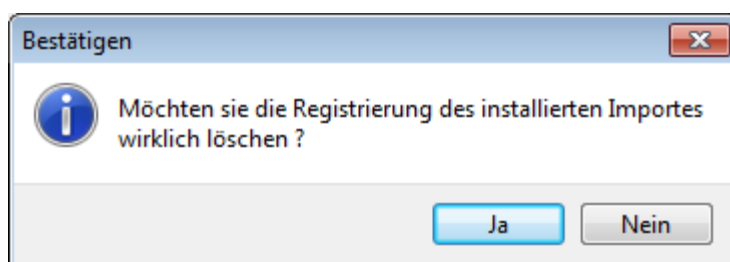 Bestätigen
Möchten sie die Registrierung des installierten Importes
wirklich löschen ?
Ja
Nein